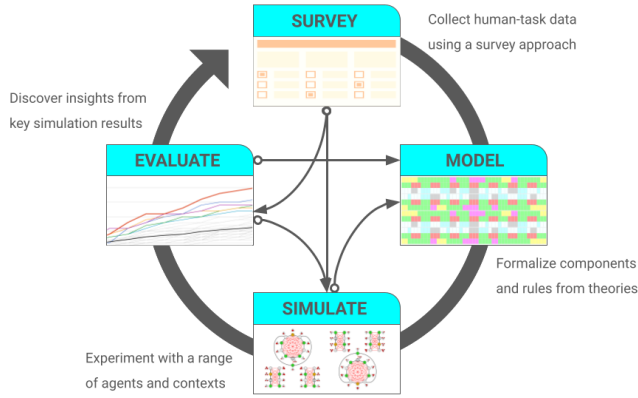 SURVEY
Collect human-task data
using a survey approach
Discover insights from
key simulation results
EVALUATE
MODEL
Formalize components
and rules from theories
SIMULATE
Experiment with a range
of agents and contexts